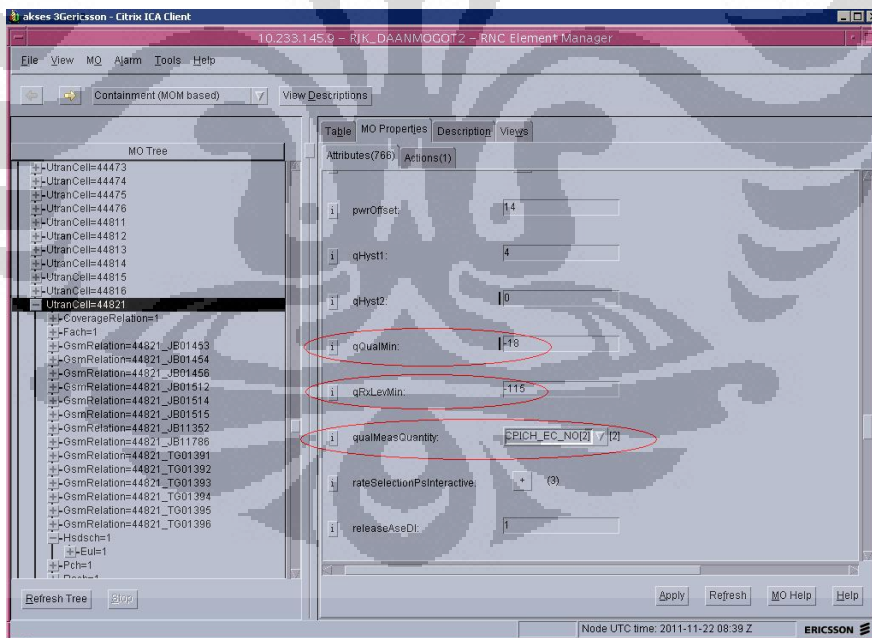 akses 3Gericsson - Citrix ICA Client
10.233.145.9 – RJK_DAANMOGOT2 – RNC Element Manager
File View MO Alarm Tools Help
Containment (MOM based) View Descriptions
Table MO Properties Description Views
MO Tree
Attributes(766) Actions(1)
UtranCell=44473
UtranCell=44474
UtranCell=44475
UtranCell=44476
UtranCell=44811
UtranCell=44812
UtranCell=44813
UtranCell=44814
UtranCell=44815
UtranCell=44816
UtranCell=44821
CoverageRelation=1
Fach=1
GsmRelation=44821_JB01453
GsmRelation=44821_JB01454
GsmRelation=44821_JB01456
GsmRelation=44821_JB01512
GsmRelation=44821_JB01514
GsmRelation=44821_JB01515
GsmRelation=44821_JB11352
GsmRelation=44821_JB11786
GsmRelation=44821_TG01391
GsmRelation=44821_TG01392
GsmRelation=44821_TG01393
GsmRelation=44821_TG01394
GsmRelation=44821_TG01395
GsmRelation=44821_TG01396
Hsdsch=1
Eul=1
Pch=1
i pwrOffset: 14
i qHyst1: 4
i qHyst2: 0
i qQualMin: -18
i qRxLevMin: -115
i qualMeasQuantity: CPICH_EC_NO[2] [2]
i rateSelectionPsInteractive: + (3)
i releaseAseDl: 1
Refresh Tree Stop
Apply Refresh MO Help Help
Node UTC time: 2011-11-22 08:39 Z ERICSSON